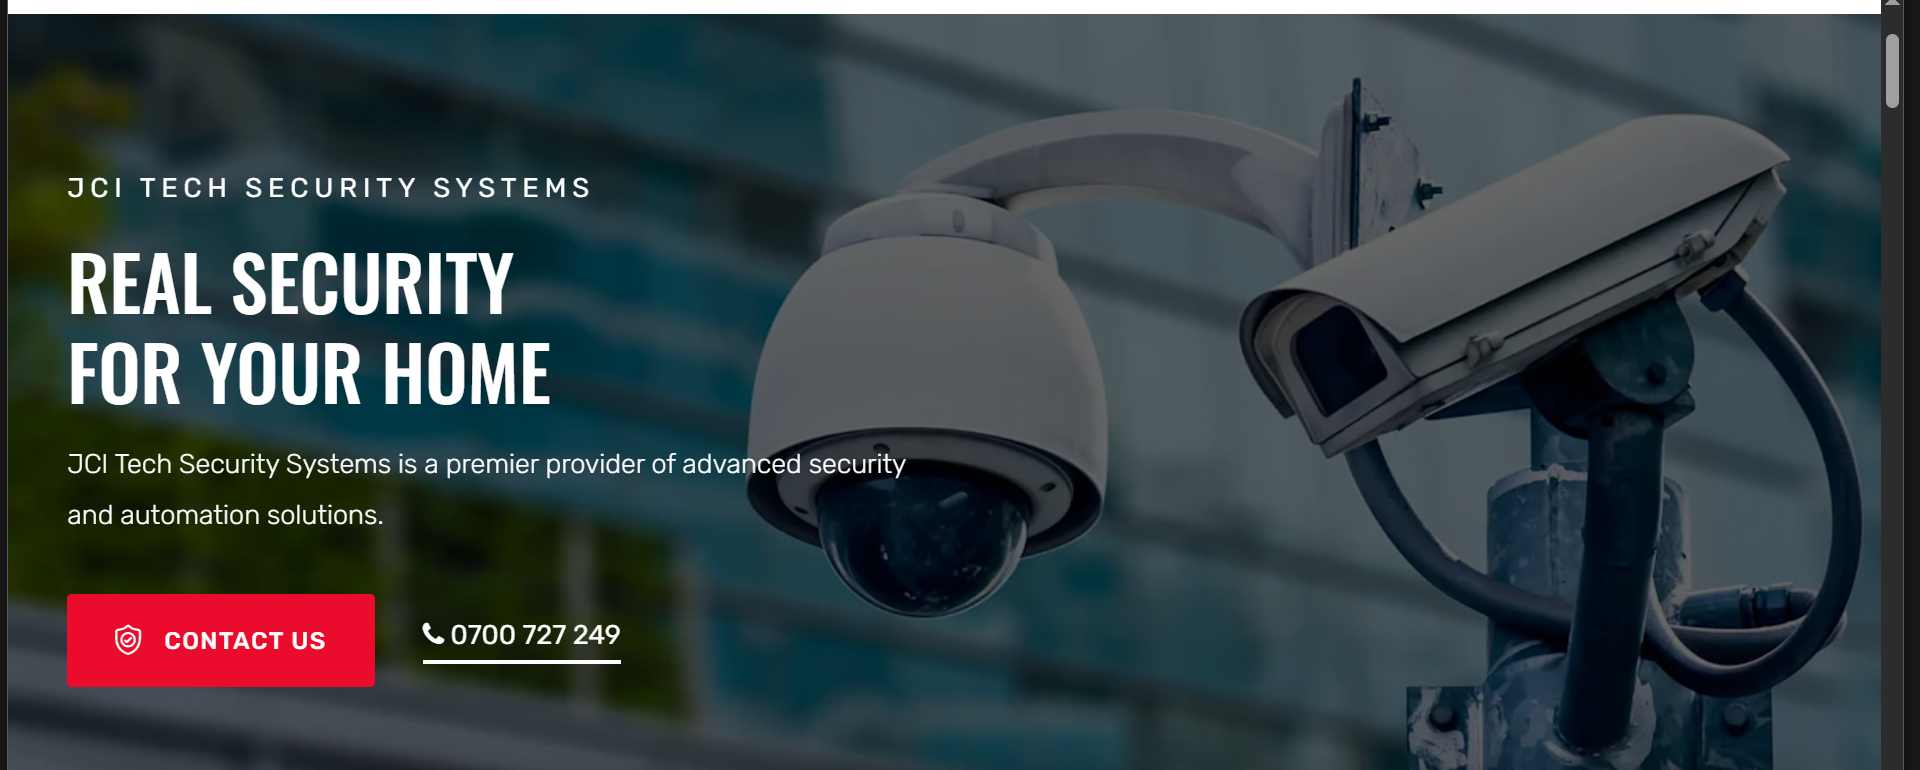 JCI TECH SECURITY SYSTEMS
REAL SECURITY
FOR YOUR HOME
JCI Tech Security Systems is a premier provider of advanced security
and automation solutions.
CONTACT US
0700 727 249